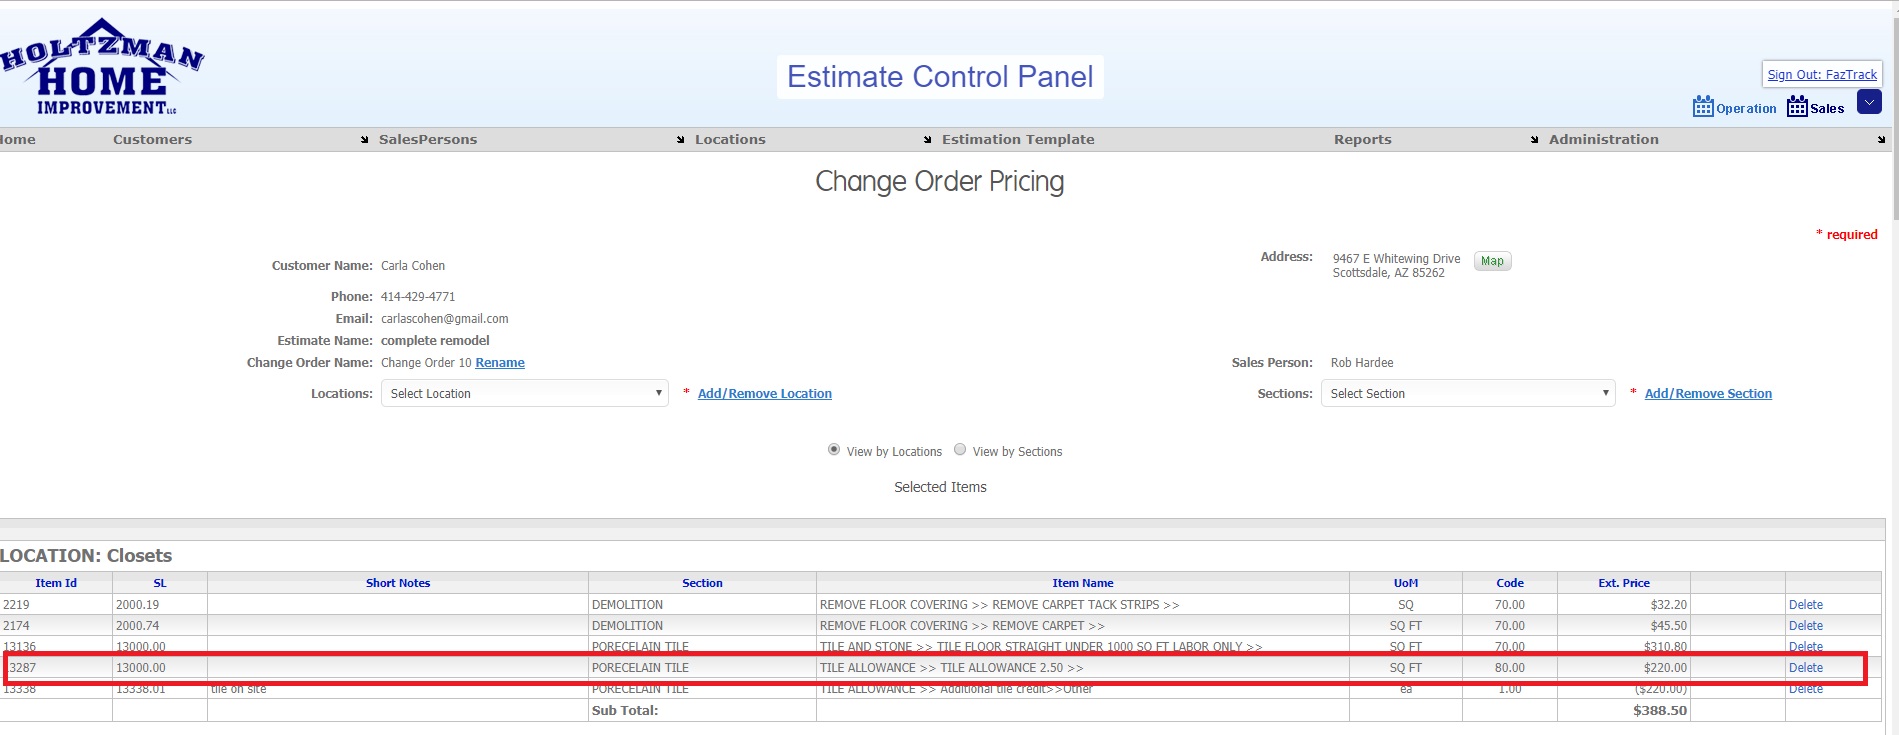 HOLTZMAN
HOME
IMPROVEMENT LLC
Estimate Control Panel
Sign Out: FazTrack
Operation Sales
Home Customers SalesPersons Locations Estimation Template Reports Administration
Change Order Pricing
* required
Customer Name: Carla Cohen
Address: 9467 E Whitewing Drive Map
Scottsdale, AZ 85262
Phone: 414-429-4771
Email: carlascohen@gmail.com
Estimate Name: complete remodel
Change Order Name: Change Order 10 Rename
Sales Person: Rob Hardee
Locations: Select Location * Add/Remove Location
Sections: Select Section * Add/Remove Section
View by Locations View by Sections
Selected Items
LOCATION: Closets
Item Id SL Short Notes Section Item Name UoM Code Ext. Price
2219 2000.19 DEMOLITION REMOVE FLOOR COVERING >> REMOVE CARPET TACK STRIPS >> SQ 70.00 $32.20 Delete
2174 2000.74 DEMOLITION REMOVE FLOOR COVERING >> REMOVE CARPET >> SQ FT 70.00 $45.50 Delete
13136 13000.00 PORECELAIN TILE TILE AND STONE >> TILE FLOOR STRAIGHT UNDER 1000 SQ FT LABOR ONLY >> SQ FT 70.00 $310.80 Delete
13287 13000.00 PORECELAIN TILE TILE ALLOWANCE >> TILE ALLOWANCE 2.50 >> SQ FT 80.00 $220.00 Delete
13338 13338.01 tile on site PORECELAIN TILE TILE ALLOWANCE >> Additional tile credit>>Other ea 1.00 ($220.00) Delete
Sub Total: $388.50